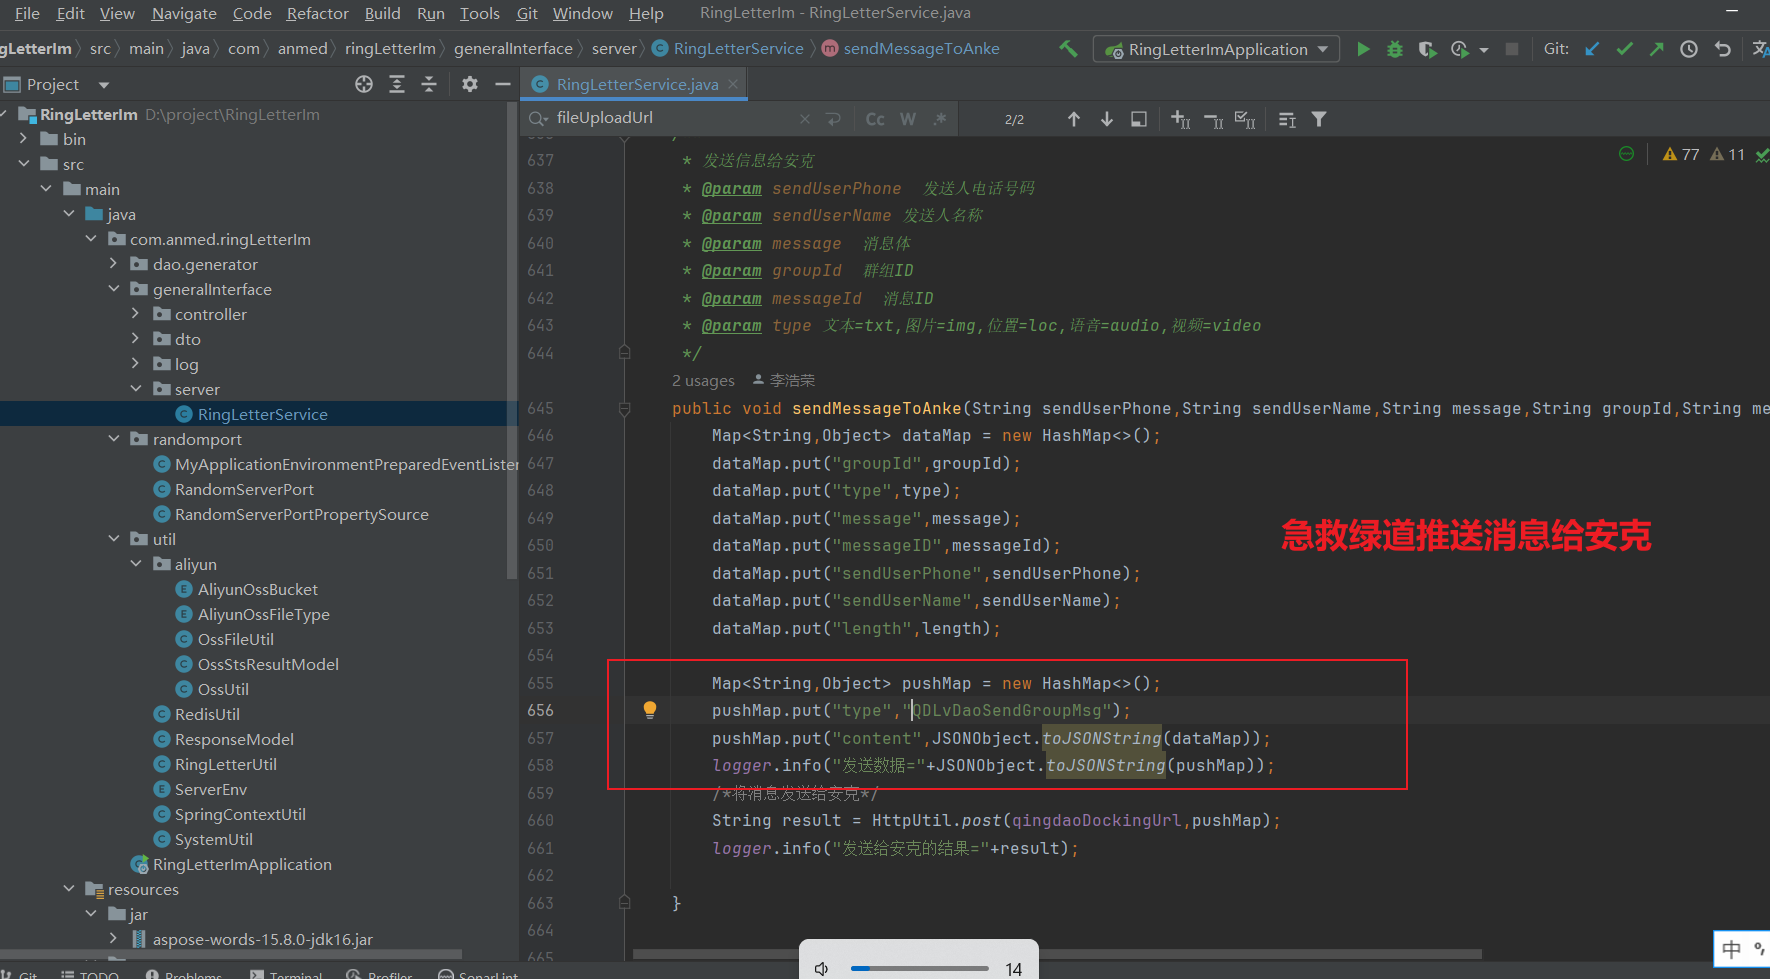 File Edit View Navigate Code Refactor Build Run Tools Git Window Help RingLetterIm - RingLetterService.java
gLetterIm src main java com anmed ringLetterIm generalInterface server RingLetterService sendMessageToAnke RingLetterImApplication Git:
Project
RingLetterService.java
RingLetterIm D:\project\RingLetterIm
bin
src
main
java
com.anmed.ringLetterIm
dao.generator
generalInterface
controller
dto
log
server
RingLetterService
randomport
MyApplicationEnvironmentPreparedEventListen
RandomServerPort
RandomServerPortPropertySource
util
aliyun
AliyunOssBucket
AliyunOssFileType
OssFileUtil
OssStsResultModel
OssUtil
RedisUtil
ResponseModel
RingLetterUtil
ServerEnv
SpringContextUtil
SystemUtil
RingLetterImApplication
resources
jar
aspose-words-15.8.0-jdk16.jar
fileUploadUrl Cc W .* 2/2
77 11
637 * 发送信息给安克
638 * @param sendUserPhone 发送人电话号码
639 * @param sendUserName 发送人名称
640 * @param message 消息体
641 * @param groupId 群组ID
642 * @param messageId 消息ID
643 * @param type 文本=txt,图片=img,位置=loc,语音=audio,视频=video
644 */
2 usages 李浩荣
645 public void sendMessageToAnke(String sendUserPhone,String sendUserName,String message,String groupId,String me
646 Map<String,Object> dataMap = new HashMap<>();
647 dataMap.put("groupId",groupId);
648 dataMap.put("type",type);
649 dataMap.put("message",message);
650 dataMap.put("messageID",messageId);
651 dataMap.put("sendUserPhone",sendUserPhone);
652 dataMap.put("sendUserName",sendUserName);
653 dataMap.put("length",length);
654
655 Map<String,Object> pushMap = new HashMap<>();
656 pushMap.put("type","QDLvDaoSendGroupMsg");
657 pushMap.put("content",JSONObject.toJSONString(dataMap));
658 logger.info("发送数据="+JSONObject.toJSONString(pushMap));
659 /*将消息发送给安克*/
660 String result = HttpUtil.post(qingdaoDockingUrl,pushMap);
661 logger.info("发送给安克的结果="+result);
662
663 }
664
665
急救绿道推送消息给安克
Git TODO Problems Terminal Profiler SonarLint
14
中